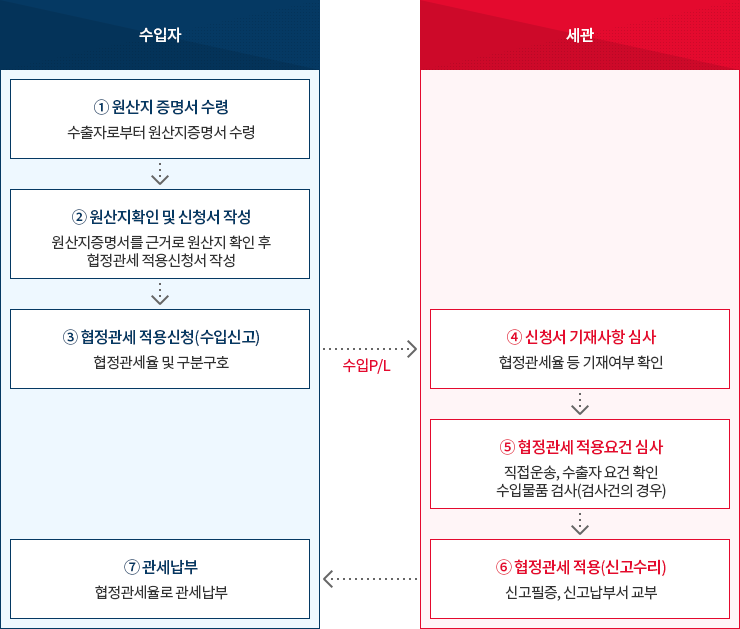 수입자
세관
① 원산지 증명서 수령
수출자로부터 원산지증명서 수령
② 원산지확인 및 신청서 작성
원산지증명서를 근거로 원산지 확인 후
협정관세 적용신청서 작성
③ 협정관세 적용신청(수입신고)
협정관세율 및 구분구호
수입P/L
④ 신청서 기재사항 심사
협정관세율 등 기재여부 확인
⑤ 협정관세 적용요건 심사
직접운송, 수출자 요건 확인
수입물품 검사(검사건의 경우)
⑥ 협정관세 적용(신고수리)
신고필증, 신고납부서 교부
⑦ 관세납부
협정관세율로 관세납부